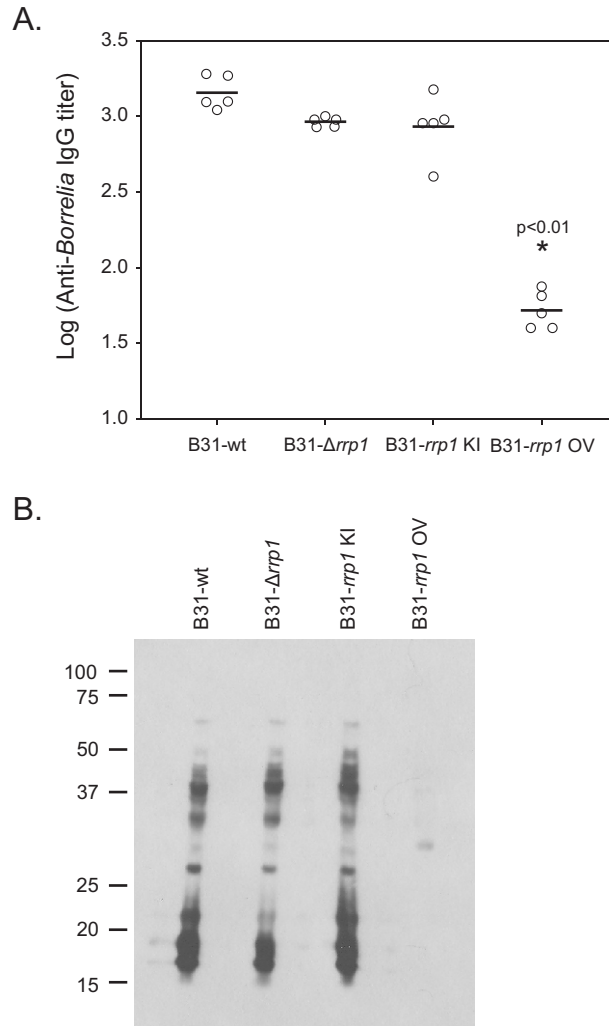 A.
Log (Anti-Borrelia IgG titer)
3.5
3.0
2.5
2.0
1.5
1.0
p<0.01
*
B31-wt B31-Δrrp1 B31-rrp1 KI B31-rrp1 OV
B.
B31-wt
B31-Δrrp1
B31-rrp1 KI
B31-rrp1 OV
100
75
50
37
25
20
15